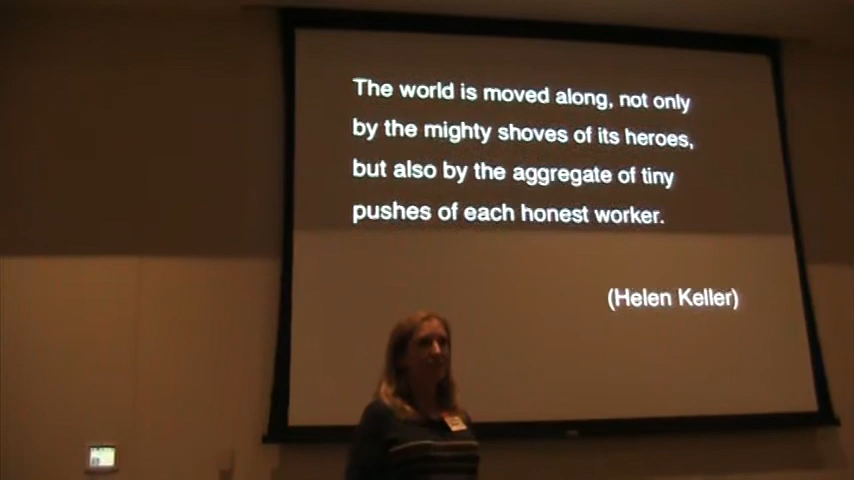 The world is moved along, not only
by the mighty shoves of its heroes,
but also by the aggregate of tiny
pushes of each honest worker.
(Helen Keller)